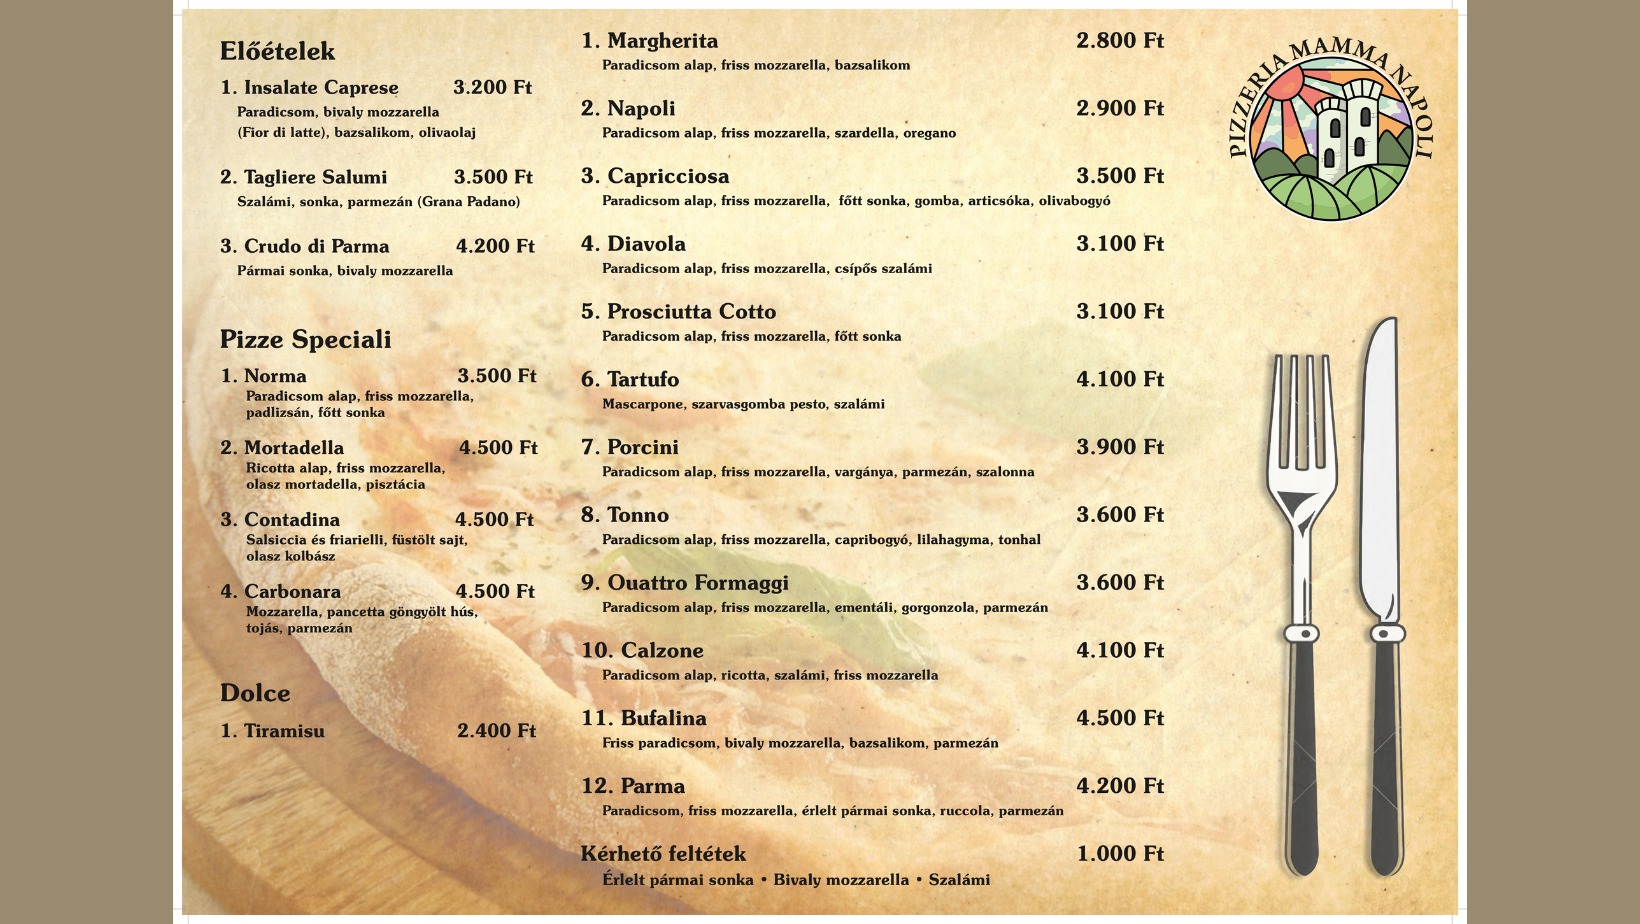 Előételek
1. Insalate Caprese 3.200 Ft
Paradicsom, bivaly mozzarella
(Fior di latte), bazsalikom, olivaolaj
2. Tagliere Salumi 3.500 Ft
Szalámi, sonka, parmezán (Grana Padano)
3. Crudo di Parma 4.200 Ft
Pármai sonka, bivaly mozzarella
Pizze Speciali
1. Norma 3.500 Ft
Paradicsom alap, friss mozzarella,
padlizsán, főtt sonka
2. Mortadella 4.500 Ft
Ricotta alap, friss mozzarella,
olasz mortadella, pisztácia
3. Contadina 4.500 Ft
Salsiccia és friarielli, füstölt sajt,
olasz kolbász
4. Carbonara 4.500 Ft
Mozzarella, pancetta göngyölt hús,
tojás, parmezán
Dolce
1. Tiramisu 2.400 Ft
1. Margherita 2.800 Ft
Paradicsom alap, friss mozzarella, bazsalikom
2. Napoli 2.900 Ft
Paradicsom alap, friss mozzarella, szardella, oregano
3. Capricciosa 3.500 Ft
Paradicsom alap, friss mozzarella, főtt sonka, gomba, articsóka, olivabogyó
4. Diavola 3.100 Ft
Paradicsom alap, friss mozzarella, csípős szalámi
5. Prosciutta Cotto 3.100 Ft
Paradicsom alap, friss mozzarella, főtt sonka
6. Tartufo 4.100 Ft
Mascarpone, szarvasgomba pesto, szalámi
7. Porcini 3.900 Ft
Paradicsom alap, friss mozzarella, vargánya, parmezán, szalonna
8. Tonno 3.600 Ft
Paradicsom alap, friss mozzarella, capribogyó, lilahagyma, tonhal
9. Ouattro Formaggi 3.600 Ft
Paradicsom alap, friss mozzarella, ementáli, gorgonzola, parmezán
10. Calzone 4.100 Ft
Paradicsom alap, ricotta, szalámi, friss mozzarella
11. Bufalina 4.500 Ft
Friss paradicsom, bivaly mozzarella, bazsalikom, parmezán
12. Parma 4.200 Ft
Paradicsom, friss mozzarella, érlelt pármai sonka, ruccola, parmezán
Kérhető feltétek 1.000 Ft
Érlelt pármai sonka • Bivaly mozzarella • Szalámi
PIZZERIA MAMMA NAPOLI